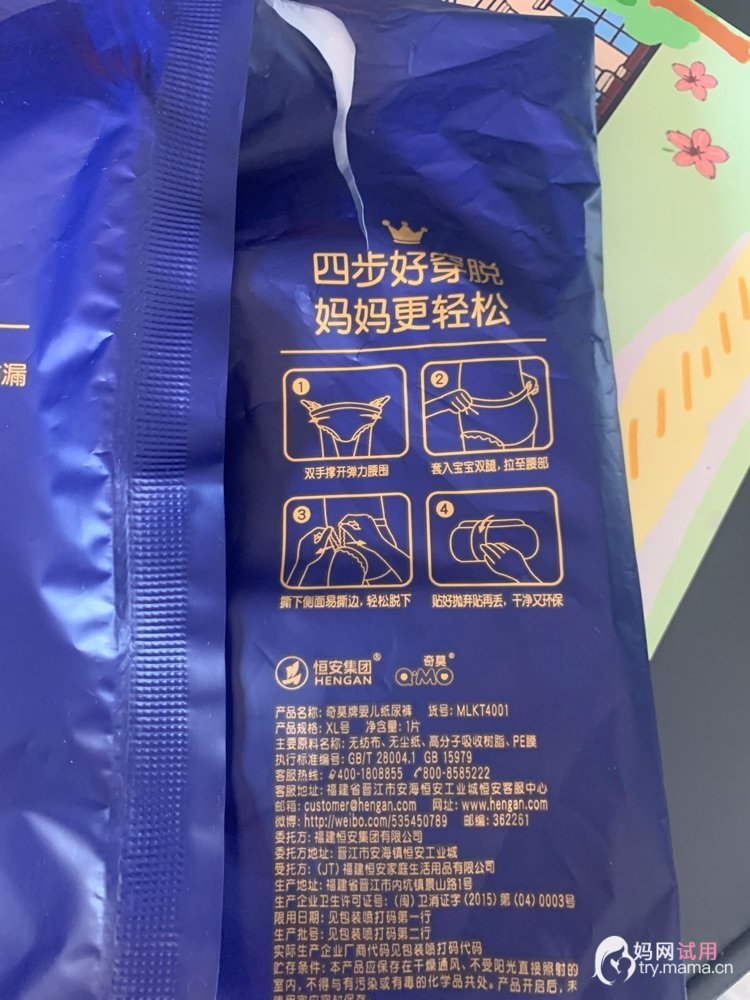 四步好穿脱
妈妈更轻松
漏
1
双手撑开弹力腰围
2
套入宝宝双腿,拉至腰部
3
撕下侧面易撕边,轻松脱下
4
贴好抛弃贴再丢,干净又环保
恒安集团®
HENGAN
奇莫®
QiMO
产品名称: 奇莫牌婴儿纸尿裤 货号: MLKT4001
产品规格: XL号 净含量: 1片
主要原料名称: 无纺布、无尘纸、高分子吸收树脂、PE膜
执行标准编号: GB/T 28004.1 GB 15979
客服热线: 400-1808855 800-8585222
客服地址: 福建省晋江市安海恒安工业城恒安客服中心
邮箱: customer@hengan.com 网址: www.hengan.com
微博: http://weibo.com/535450789 邮编: 362261
委托方: 福建恒安集团有限公司
委托方地址: 晋江市安海镇恒安工业城
受托方: (JT) 福建恒安家庭生活用品有限公司
生产地址: 福建省晋江市内坑镇景山路1号
生产企业卫生许可证号: (闽) 卫消证字 (2015) 第 (04) 0003号
限用日期: 见包装喷打码第一行
生产批号: 见包装喷打码第二行
实际生产企业厂商代码见包装喷打码代码
贮存条件: 本产品应保存在干燥通风、不受阳光直接照射的
室内,不得与有污染或有毒的化学品共处。产品开启后,未
妈网试用
try.mama.cn